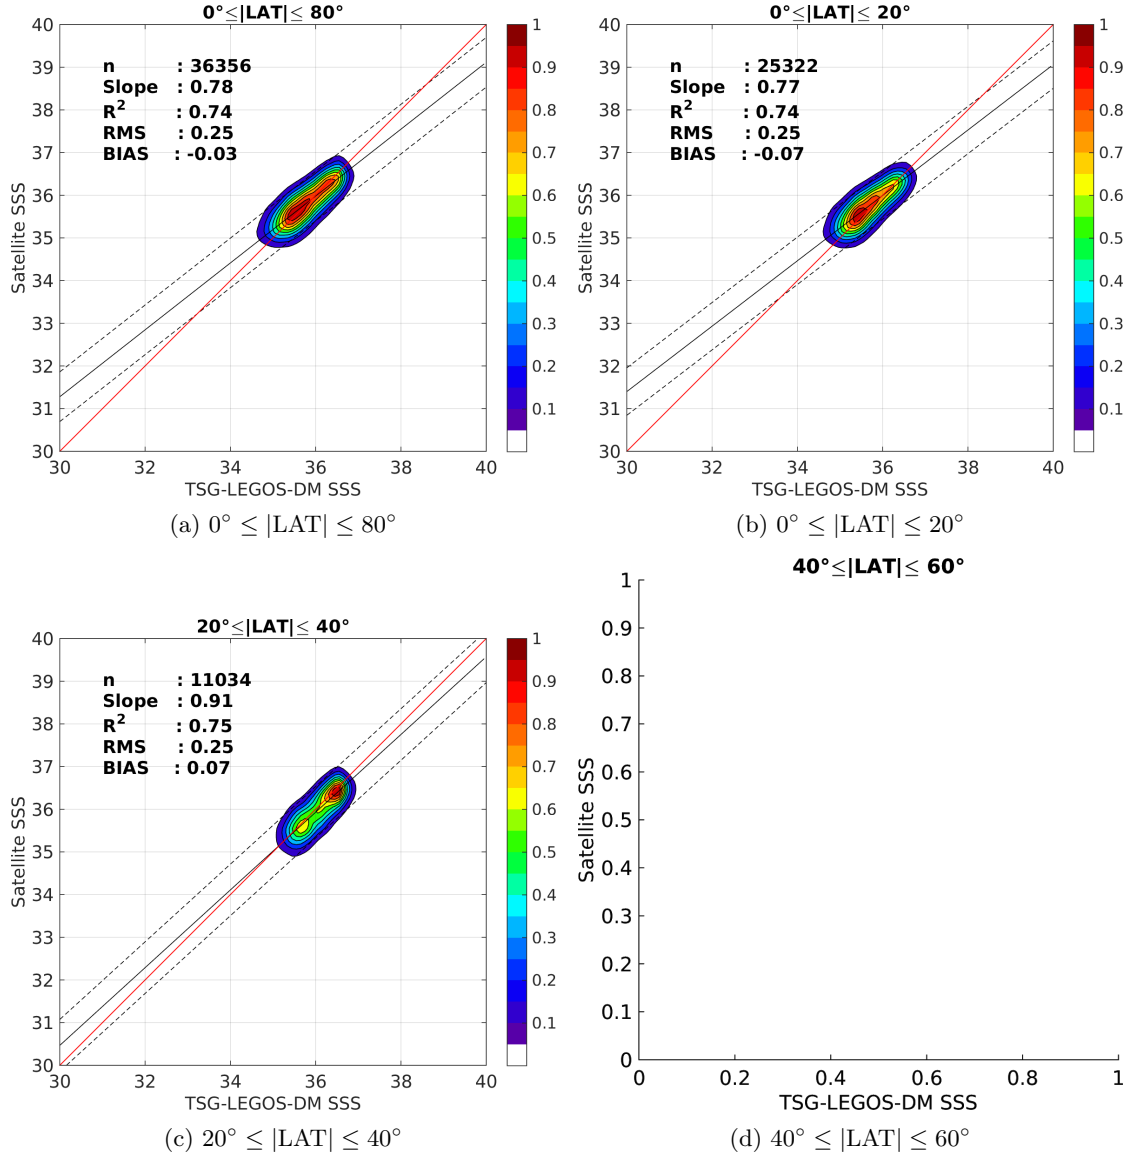 0°≤|LAT|≤ 80°
n : 36356
Slope : 0.78
R² : 0.74
RMS : 0.25
BIAS : -0.03
40
39
38
37
36
35
34
33
32
31
30
Satellite SSS
30 32 34 36 38 40
TSG-LEGOS-DM SSS
1
0.9
0.8
0.7
0.6
0.5
0.4
0.3
0.2
0.1
(a) 0° ≤ |LAT| ≤ 80°
0°≤|LAT|≤ 20°
n : 25322
Slope : 0.77
R² : 0.74
RMS : 0.25
BIAS : -0.07
40
39
38
37
36
35
34
33
32
31
30
Satellite SSS
30 32 34 36 38 40
TSG-LEGOS-DM SSS
1
0.9
0.8
0.7
0.6
0.5
0.4
0.3
0.2
0.1
(b) 0° ≤ |LAT| ≤ 20°
20°≤|LAT|≤ 40°
n : 11034
Slope : 0.91
R² : 0.75
RMS : 0.25
BIAS : 0.07
40
39
38
37
36
35
34
33
32
31
30
Satellite SSS
30 32 34 36 38 40
TSG-LEGOS-DM SSS
1
0.9
0.8
0.7
0.6
0.5
0.4
0.3
0.2
0.1
(c) 20° ≤ |LAT| ≤ 40°
40°≤|LAT|≤ 60°
1
0.9
0.8
0.7
0.6
0.5
0.4
0.3
0.2
0.1
0
Satellite SSS
0 0.2 0.4 0.6 0.8 1
TSG-LEGOS-DM SSS
(d) 40° ≤ |LAT| ≤ 60°